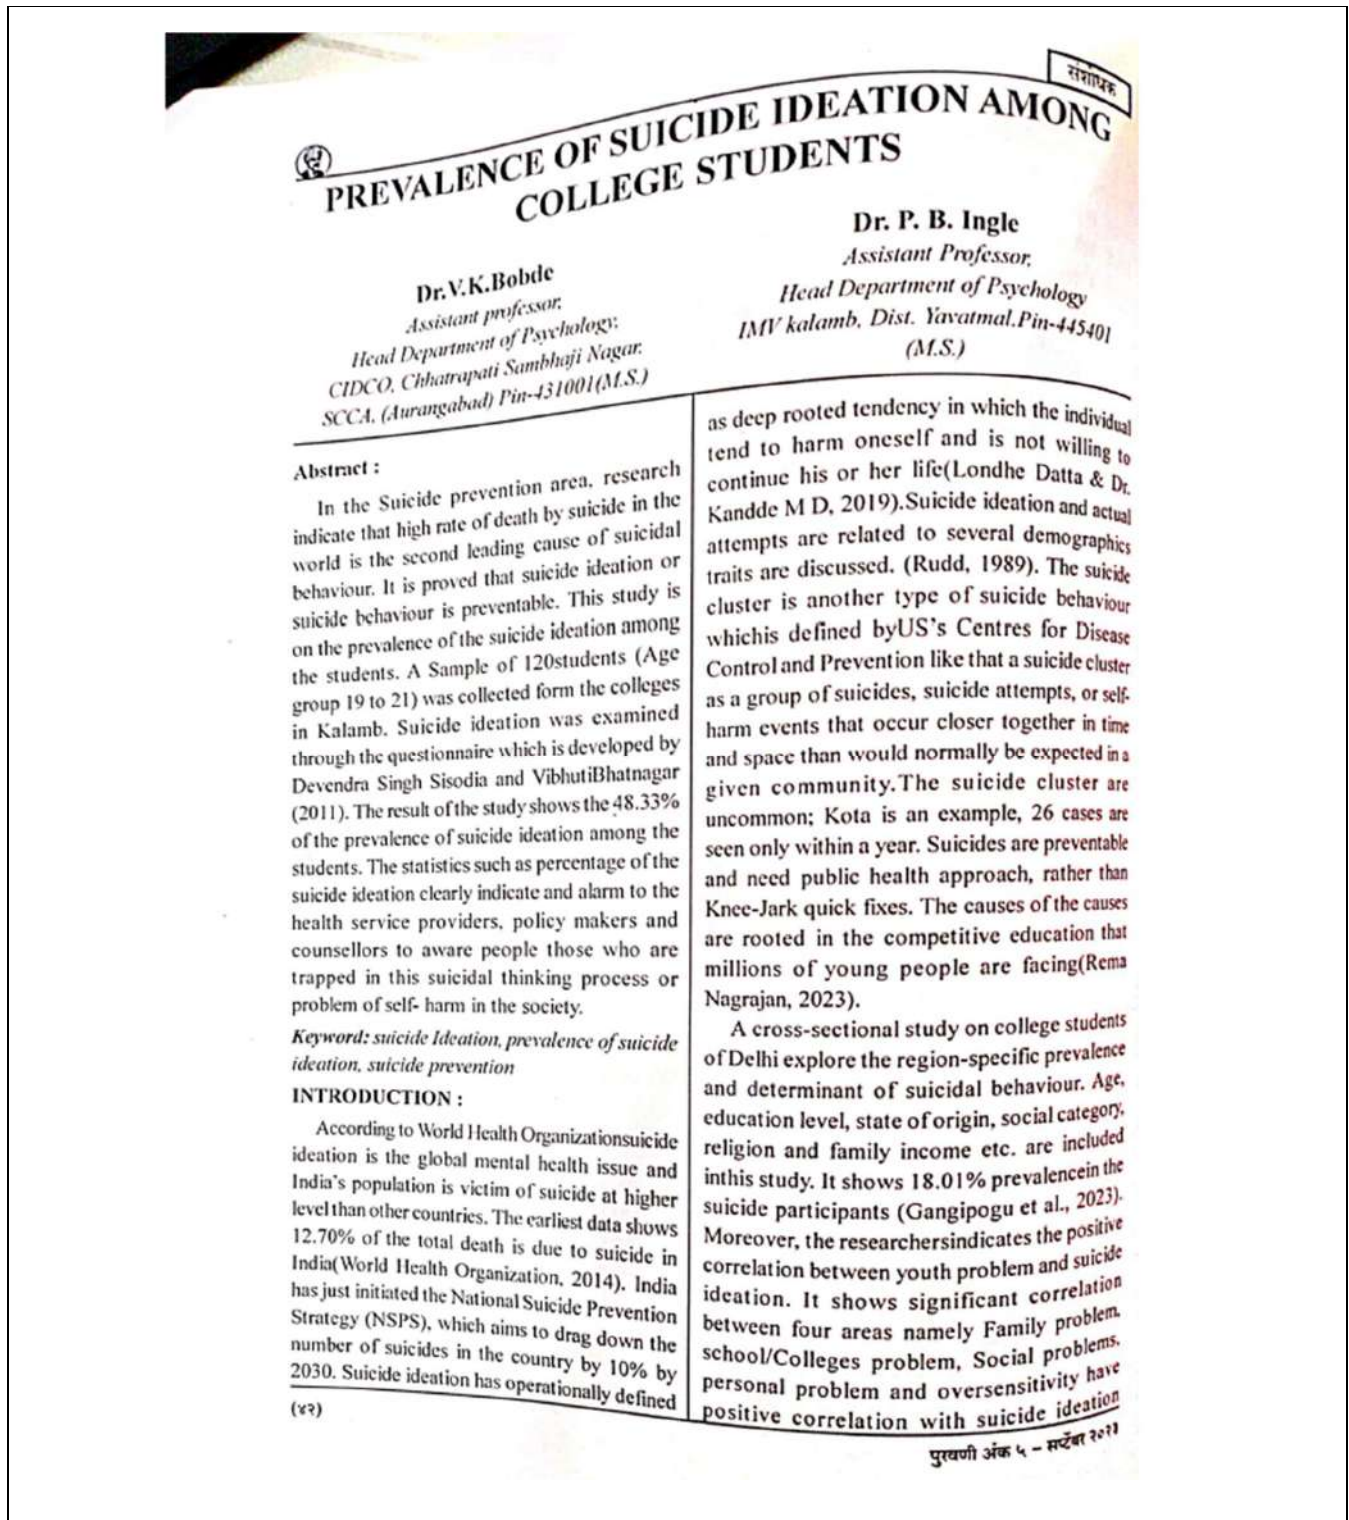 संशोधक
PREVALENCE OF SUICIDE IDEATION AMONG
COLLEGE STUDENTS
Dr.V.K.Bobde
Assistant professor,
Head Department of Psychology,
CIDCO, Chhatrapati Sambhaji Nagar,
SCCA, (Aurangabad) Pin-431001(M.S.)
Dr. P. B. Ingle
Assistant Professor,
Head Department of Psychology
IMV kalamb, Dist. Yavatmal.Pin-445401
(M.S.)
Abstract :
In the Suicide prevention area, research
indicate that high rate of death by suicide in the
world is the second leading cause of suicidal
behaviour. It is proved that suicide ideation or
suicide behaviour is preventable. This study is
on the prevalence of the suicide ideation among
the students. A Sample of 120students (Age
group 19 to 21) was collected form the colleges
in Kalamb. Suicide ideation was examined
through the questionnaire which is developed by
Devendra Singh Sisodia and VibhutiBhatnagar
(2011). The result of the study shows the 48.33%
of the prevalence of suicide ideation among the
students. The statistics such as percentage of the
suicide ideation clearly indicate and alarm to the
health service providers, policy makers and
counsellors to aware people those who are
trapped in this suicidal thinking process or
problem of self- harm in the society.
Keyword: suicide Ideation, prevalence of suicide
ideation, suicide prevention
INTRODUCTION :
According to World Health Organizationsuicide
ideation is the global mental health issue and
India's population is victim of suicide at higher
level than other countries. The earliest data shows
12.70% of the total death is due to suicide in
India(World Health Organization, 2014). India
has just initiated the National Suicide Prevention
Strategy (NSPS), which aims to drag down the
number of suicides in the country by 10% by
2030. Suicide ideation has operationally defined
as deep rooted tendency in which the individual
tend to harm oneself and is not willing to
continue his or her life(Londhe Datta & Dr.
Kandde M D, 2019).Suicide ideation and actual
attempts are related to several demographics
traits are discussed. (Rudd, 1989). The suicide
cluster is another type of suicide behaviour
whichis defined byUS's Centres for Disease
Control and Prevention like that a suicide cluster
as a group of suicides, suicide attempts, or self-
harm events that occur closer together in time
and space than would normally be expected in a
given community.The suicide cluster are
uncommon; Kota is an example, 26 cases are
seen only within a year. Suicides are preventable
and need public health approach, rather than
Knee-Jark quick fixes. The causes of the causes
are rooted in the competitive education that
millions of young people are facing(Rema
Nagrajan, 2023).
A cross-sectional study on college students
of Delhi explore the region-specific prevalence
and determinant of suicidal behaviour. Age,
education level, state of origin, social category,
religion and family income etc. are included
inthis study. It shows 18.01% prevalencein the
suicide participants (Gangipogu et al., 2023).
Moreover, the researchersindicates the positive
correlation between youth problem and suicide
ideation. It shows significant correlation
between four areas namely Family problem,
school/Colleges problem, Social problems,
personal problem and oversensitivity have
positive correlation with suicide ideation
(४२)
पुरवणी अंक ५ – सप्टेंबर २०२३